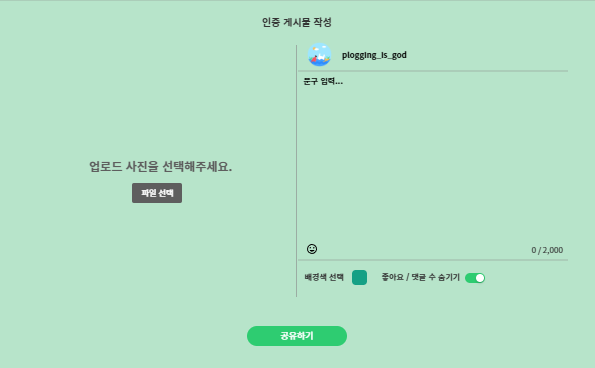 인증 게시물 작성
plogging_is_god
문구 입력...
업로드 사진을 선택해주세요.
파일 선택
0 / 2,000
배경색 선택
좋아요 / 댓글 수 숨기기
공유하기